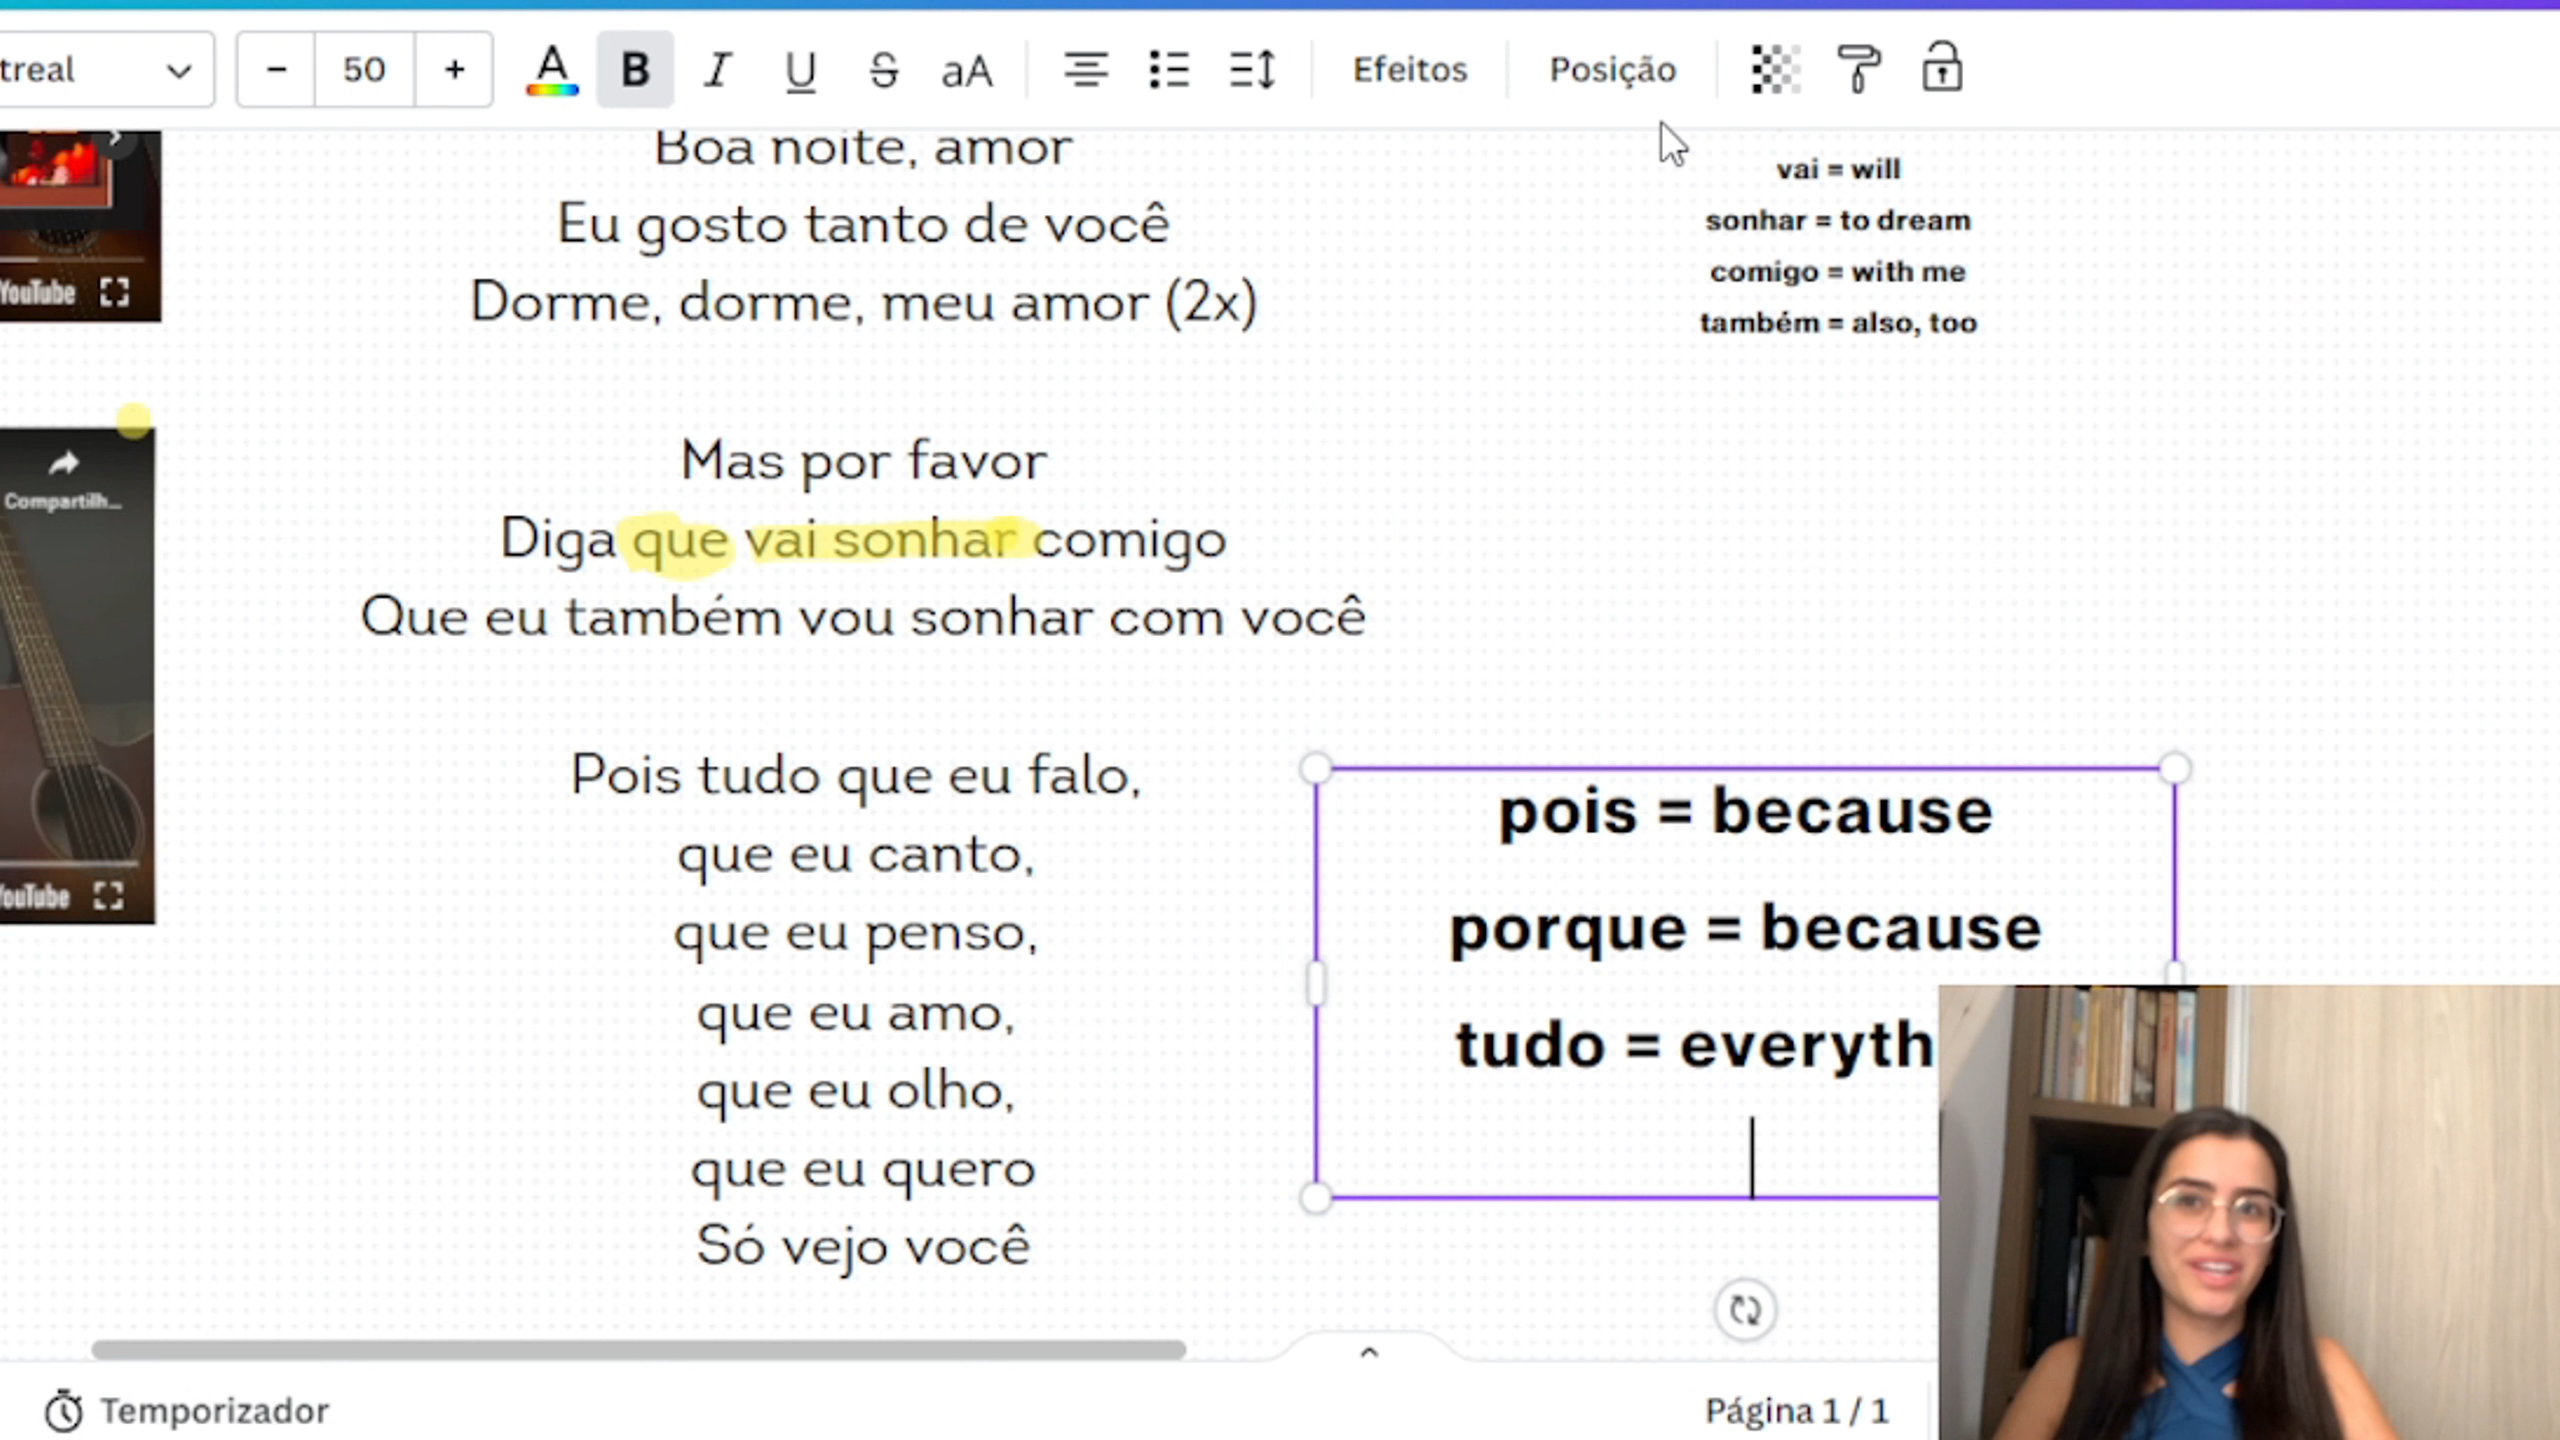 treal
− 50 + A B I U S aA Efeitos Posição
Boa noite, amor
Eu gosto tanto de você
Dorme, dorme, meu amor (2x)
vai = will
sonhar = to dream
comigo = with me
também = also, too
YouTube
Compartilh...
YouTube
Mas por favor
Diga que vai sonhar comigo
Que eu também vou sonhar com você
Pois tudo que eu falo,
que eu canto,
que eu penso,
que eu amo,
que eu olho,
que eu quero
Só vejo você
pois = because
porque = because
tudo = everyth
Temporizador
Página 1 / 1